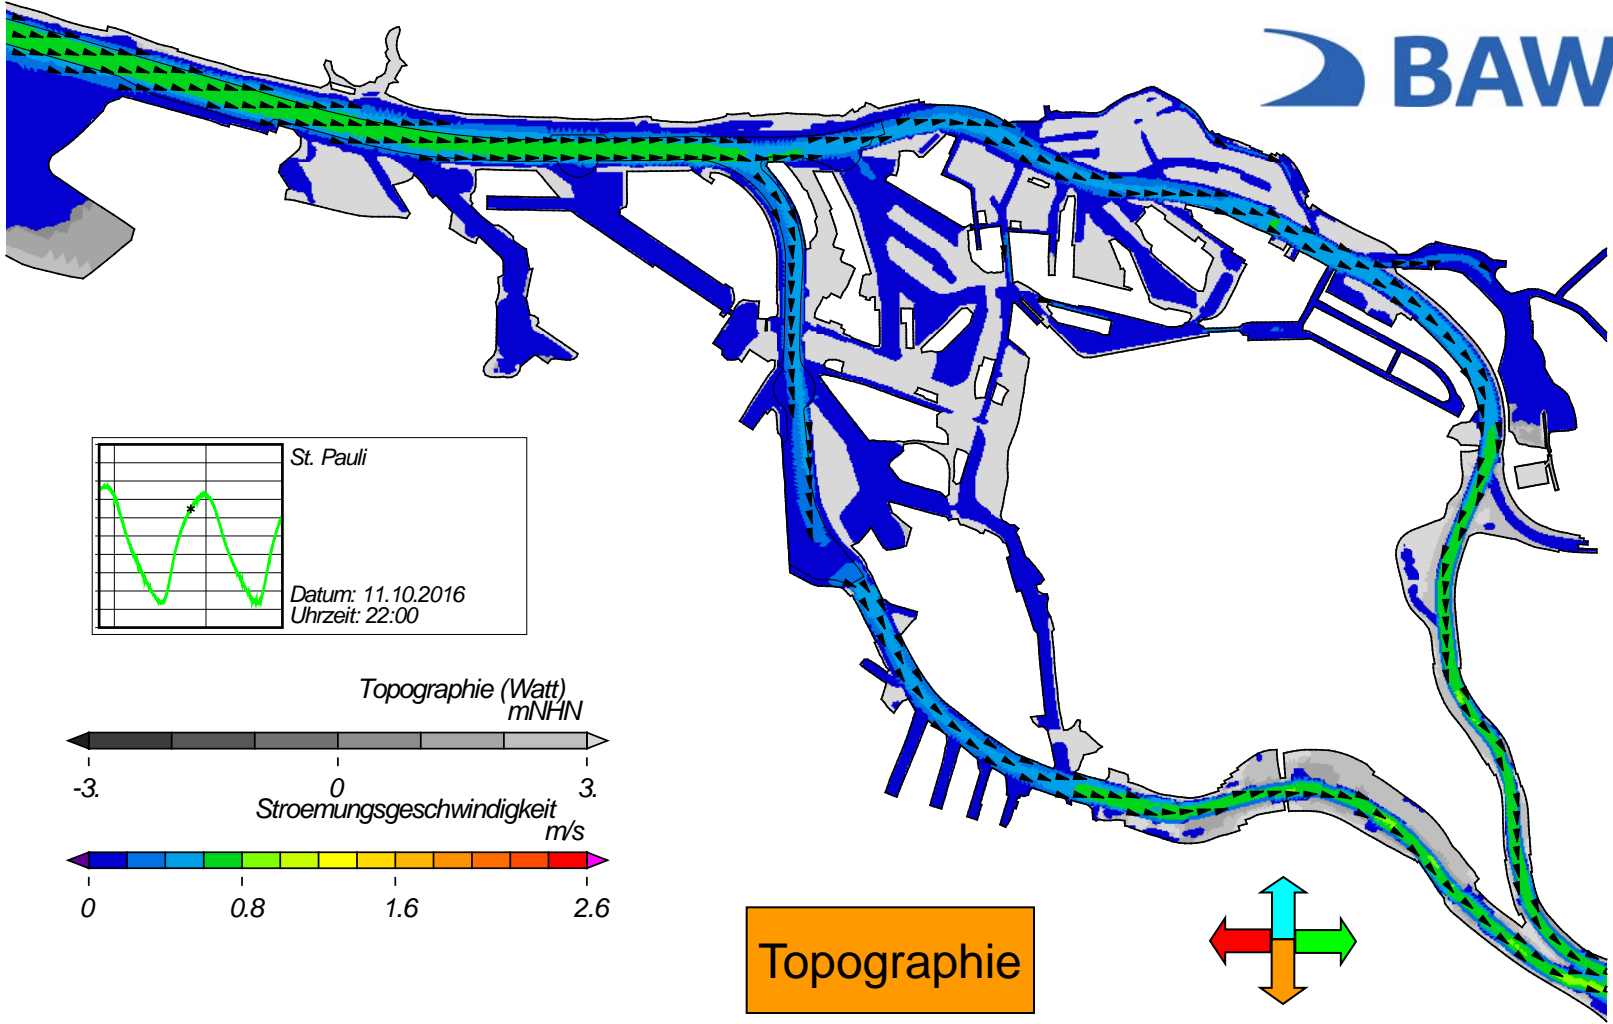 BAW
St. Pauli
Datum: 11.10.2016
Uhrzeit: 22:00
Topographie (Watt)
mNHN
-3. 0 3.
Stroemungsgeschwindigkeit
m/s
0 0.8 1.6 2.6
Topographie